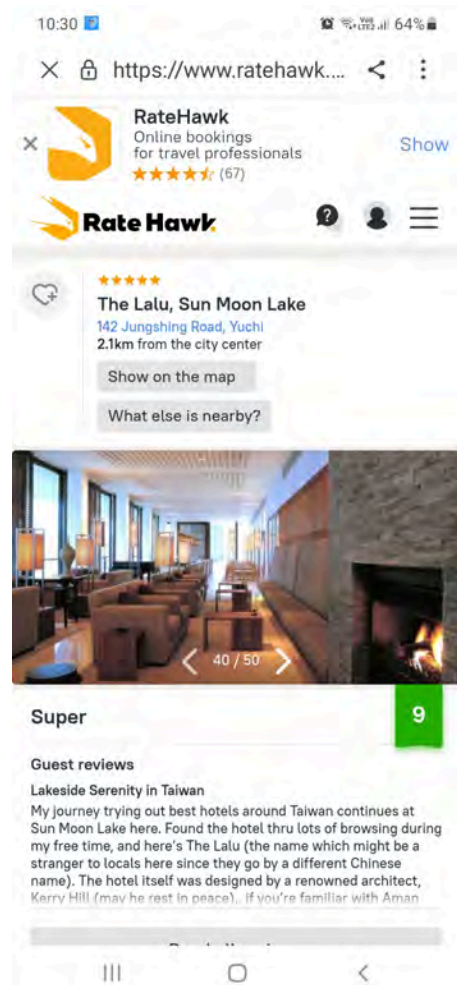 10:30
64%
https://www.ratehawk....
RateHawk
Online bookings
for travel professionals
(67)
Show
Rate Hawk.
The Lalu, Sun Moon Lake
142 Jungshing Road, Yuchi
2.1km from the city center
Show on the map
What else is nearby?
40 / 50
Super
9
Guest reviews
Lakeside Serenity in Taiwan
My journey trying out best hotels around Taiwan continues at
Sun Moon Lake here. Found the hotel thru lots of browsing during
my free time, and here's The Lalu (the name which might be a
stranger to locals here since they go by a different Chinese
name). The hotel itself was designed by a renowned architect,
Kerry Hill (may he rest in peace).. if you're familiar with Aman